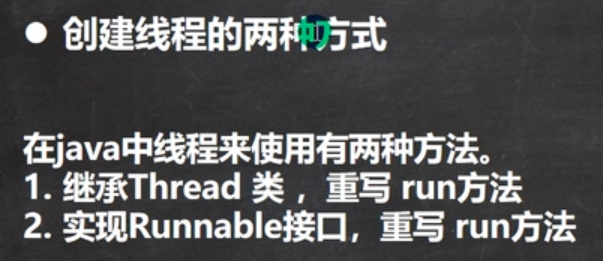 ● 创建线程的两种方式
在java中线程来使用有两种方法。
1. 继承Thread 类 ，重写 run方法
2. 实现Runnable接口，重写 run方法